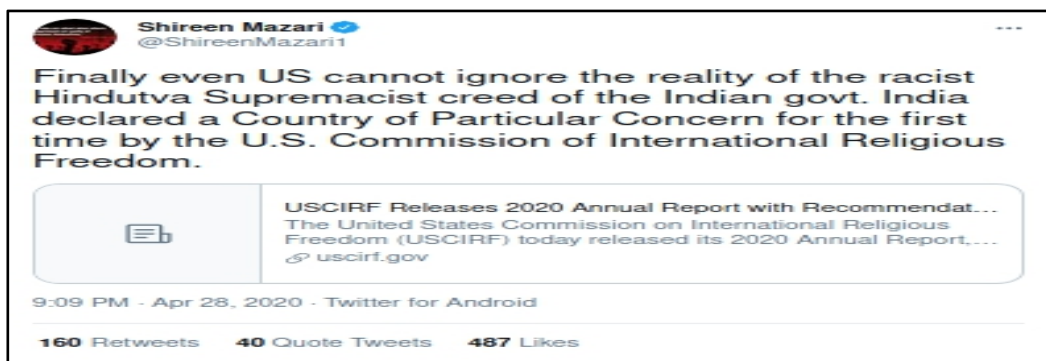 Shireen Mazari
@ShireenMazari1
Finally even US cannot ignore the reality of the racist
Hindutva Supremacist creed of the Indian govt. India
declared a Country of Particular Concern for the first
time by the U.S. Commission of International Religious
Freedom.
USCIRF Releases 2020 Annual Report with Recommendat...
The United States Commission on International Religious
Freedom (USCIRF) today released its 2020 Annual Report,...
uscirf.gov
9:09 PM · Apr 28, 2020 · Twitter for Android
160 Retweets 40 Quote Tweets 487 Likes